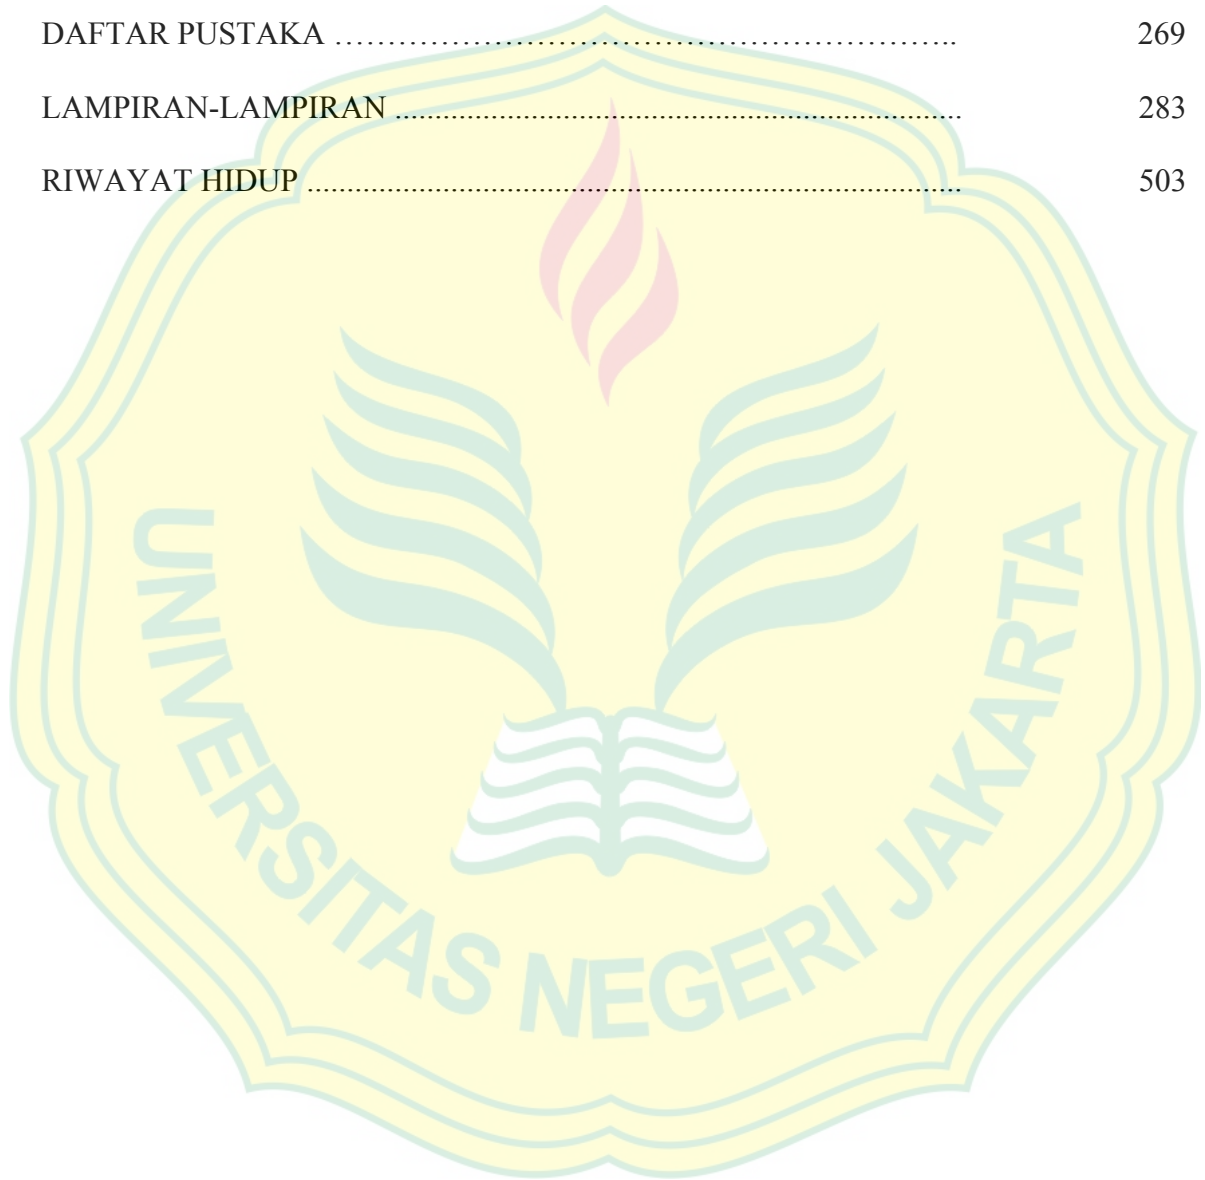 DAFTAR PUSTAKA ……………………………………………………….. 269
LAMPIRAN-LAMPIRAN ........................................................................ 283
RIWAYAT HIDUP ................................................................................... 503
UNIVERSITAS NEGERI JAKARTA